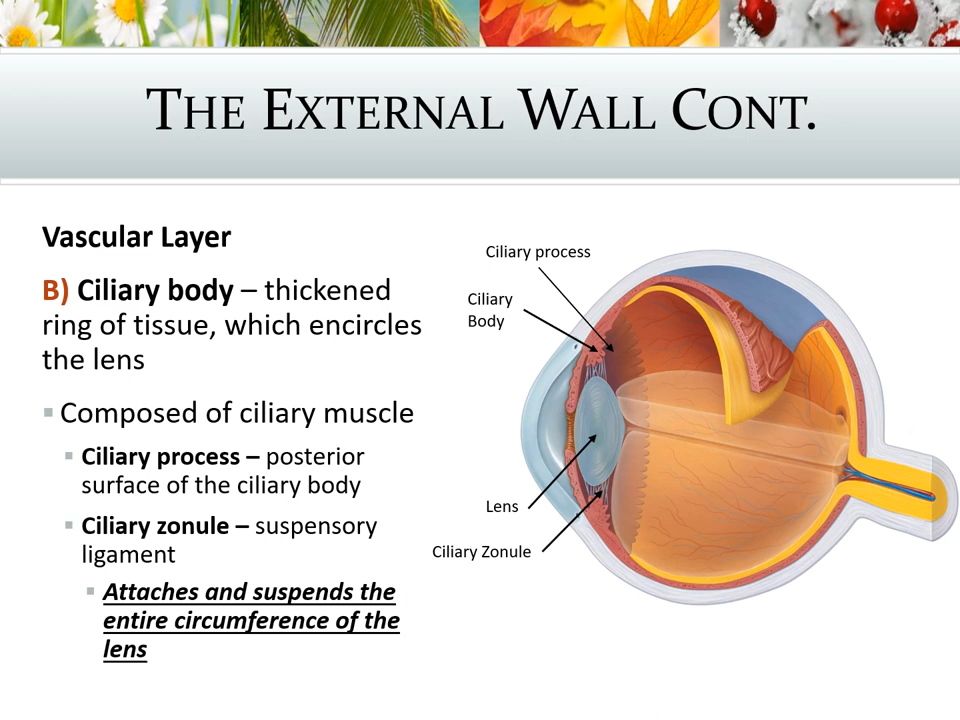 THE EXTERNAL WALL CONT.
Vascular Layer
B) Ciliary body – thickened
ring of tissue, which encircles
the lens
▪ Composed of ciliary muscle
▪ Ciliary process – posterior
surface of the ciliary body
▪ Ciliary zonule – suspensory
ligament
▪ Attaches and suspends the
entire circumference of the
lens
Ciliary process
Ciliary
Body
Lens
Ciliary Zonule